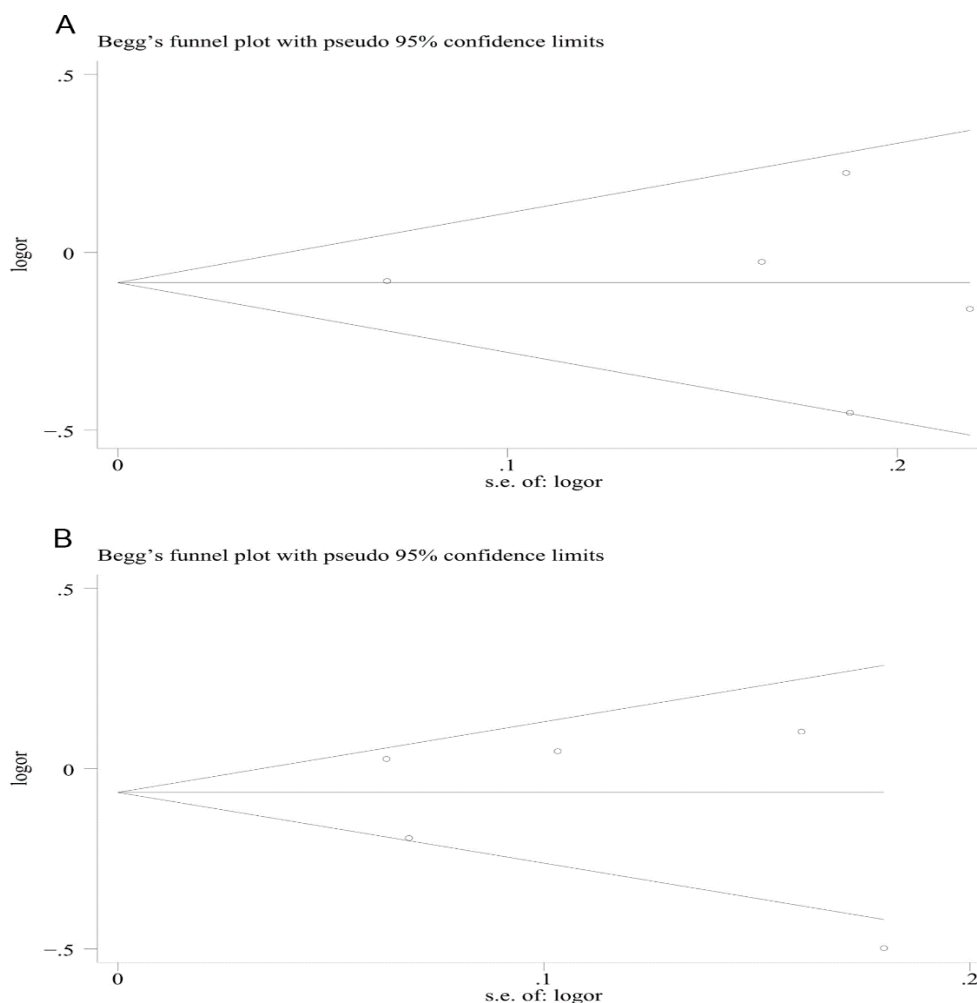 A
Begg's funnel plot with pseudo 95% confidence limits
.5
0
−.5
logor
0
.1
.2
s.e. of: logor
B
Begg's funnel plot with pseudo 95% confidence limits
.5
0
−.5
logor
0
.1
.2
s.e. of: logor